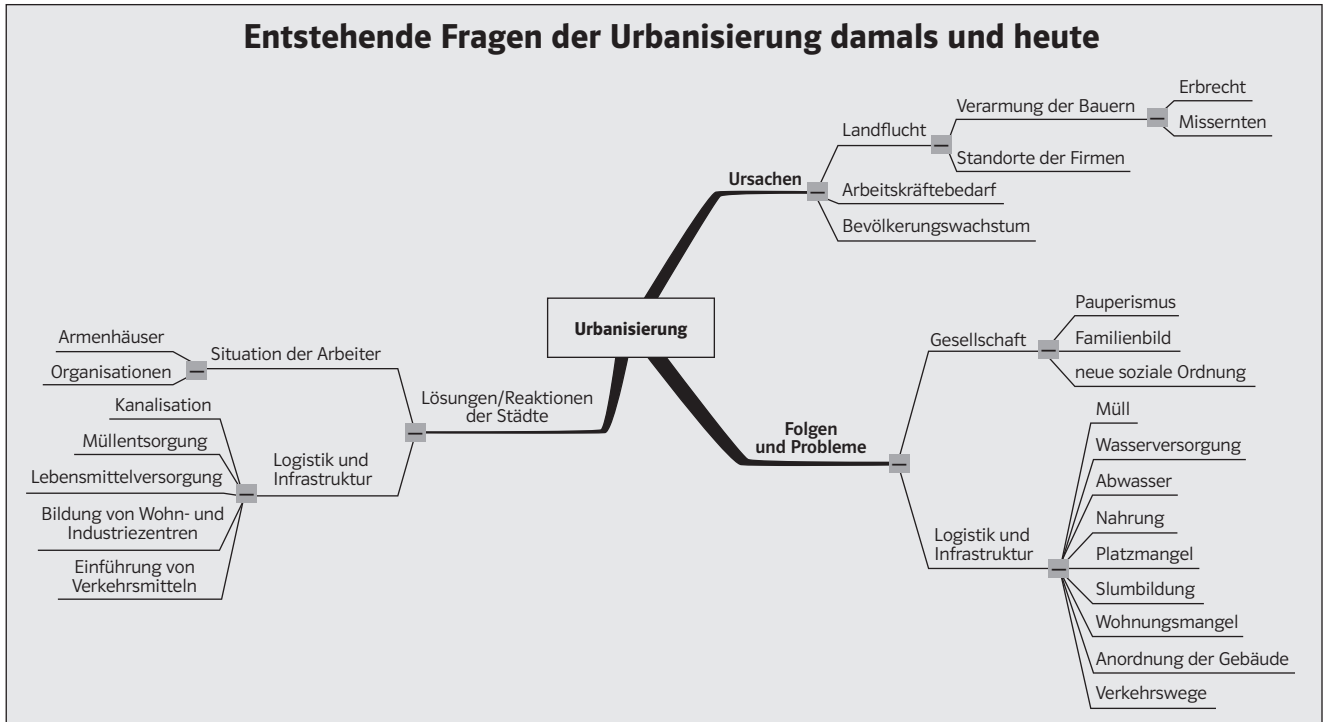 Entstehende Fragen der Urbanisierung damals und heute
Urbanisierung
Ursachen
Landflucht
Verarmung der Bauern
Erbrecht
Missernten
Standorte der Firmen
Arbeitskräftebedarf
Bevölkerungswachstum
Folgen
und Probleme
Gesellschaft
Pauperismus
Familienbild
neue soziale Ordnung
Logistik und
Infrastruktur
Müll
Wasserversorgung
Abwasser
Nahrung
Platzmangel
Slumbildung
Wohnungsmangel
Anordnung der Gebäude
Verkehrswege
Lösungen/Reaktionen
der Städte
Situation der Arbeiter
Armenhäuser
Organisationen
Logistik und
Infrastruktur
Kanalisation
Müllentsorgung
Lebensmittelversorgung
Bildung von Wohn- und
Industriezentren
Einführung von
Verkehrsmitteln